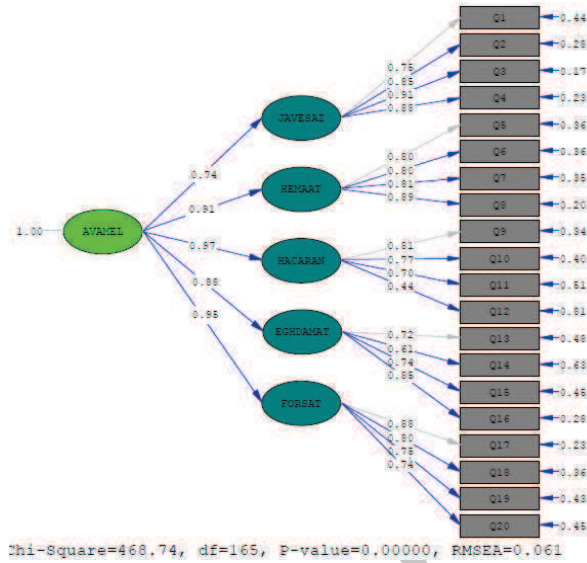 Q1
0.44
Q2
0.28
Q3
0.17
Q4
0.23
Q5
0.36
Q6
0.36
Q7
0.35
Q8
0.20
Q9
0.34
Q10
0.40
Q11
0.51
Q12
0.81
Q13
0.48
Q14
0.63
Q15
0.45
Q16
0.28
Q17
0.23
Q18
0.36
Q19
0.43
Q20
0.45
0.75
0.85
0.91
0.88
JAVESAZ
0.80
0.80
0.81
0.89
HEMAAT
0.81
0.77
0.70
0.44
HACARAN
0.72
0.61
0.74
0.85
EGHDAMAT
0.88
0.80
0.75
0.74
FORSAT
0.74
0.91
0.97
0.88
0.95
1.00
AVAMEL
Chi-Square=468.74, df=165, P-value=0.00000, RMSEA=0.061